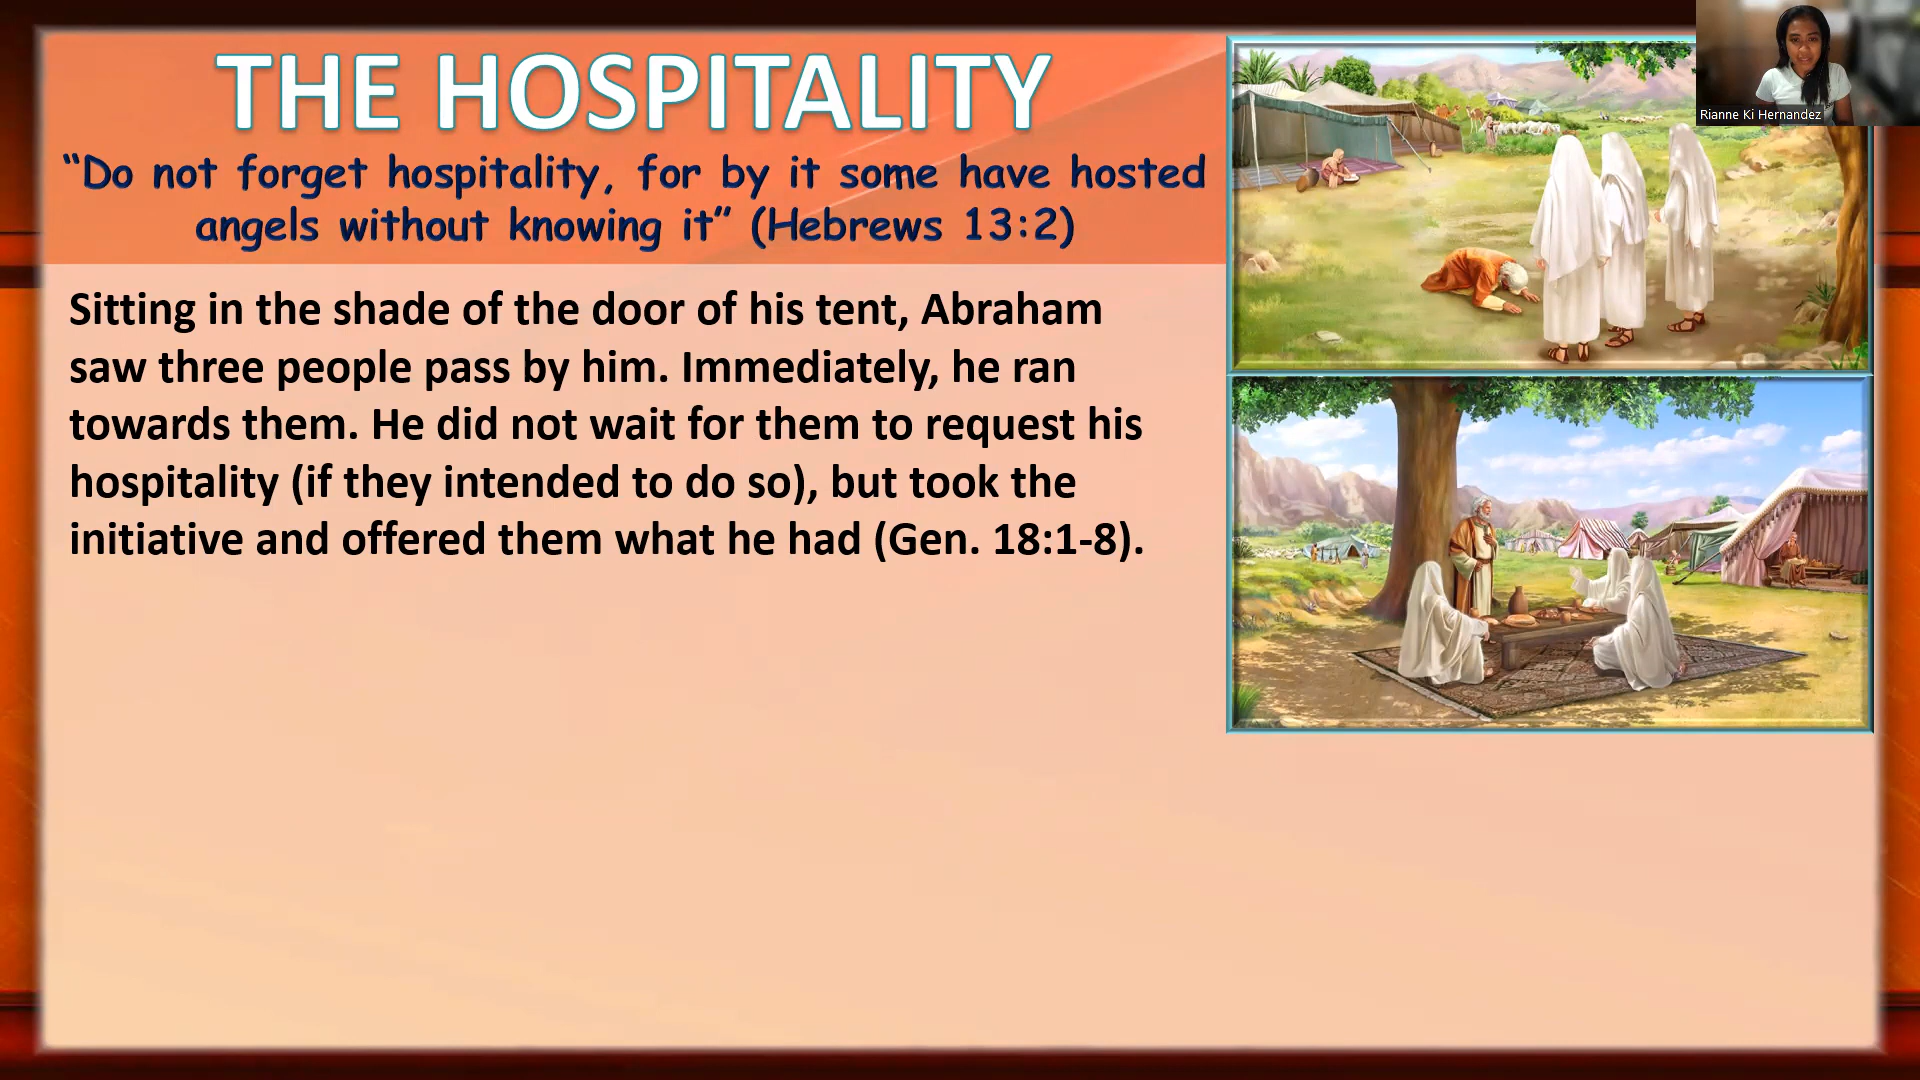 THE HOSPITALITY
“Do not forget hospitality, for by it some have hosted
angels without knowing it” (Hebrews 13:2)
Sitting in the shade of the door of his tent, Abraham
saw three people pass by him. Immediately, he ran
towards them. He did not wait for them to request his
hospitality (if they intended to do so), but took the
initiative and offered them what he had (Gen. 18:1-8).
Rianne Ki Hernandez